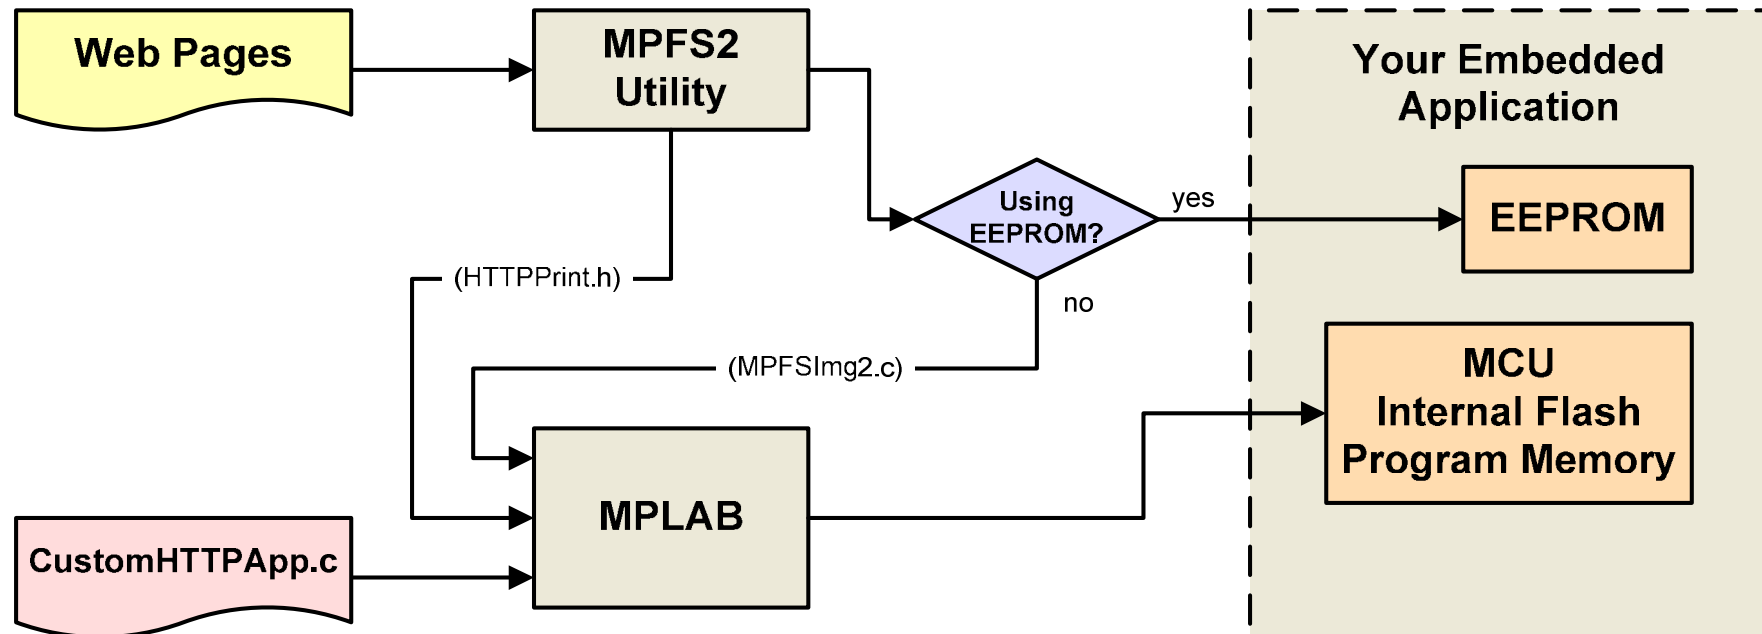 Web Pages
MPFS2
Utility
Your Embedded
Application
Using
EEPROM?
yes
EEPROM
(HTTPPrint.h)
no
(MPFSImg2.c)
MCU
Internal Flash
Program Memory
MPLAB
CustomHTTPApp.c